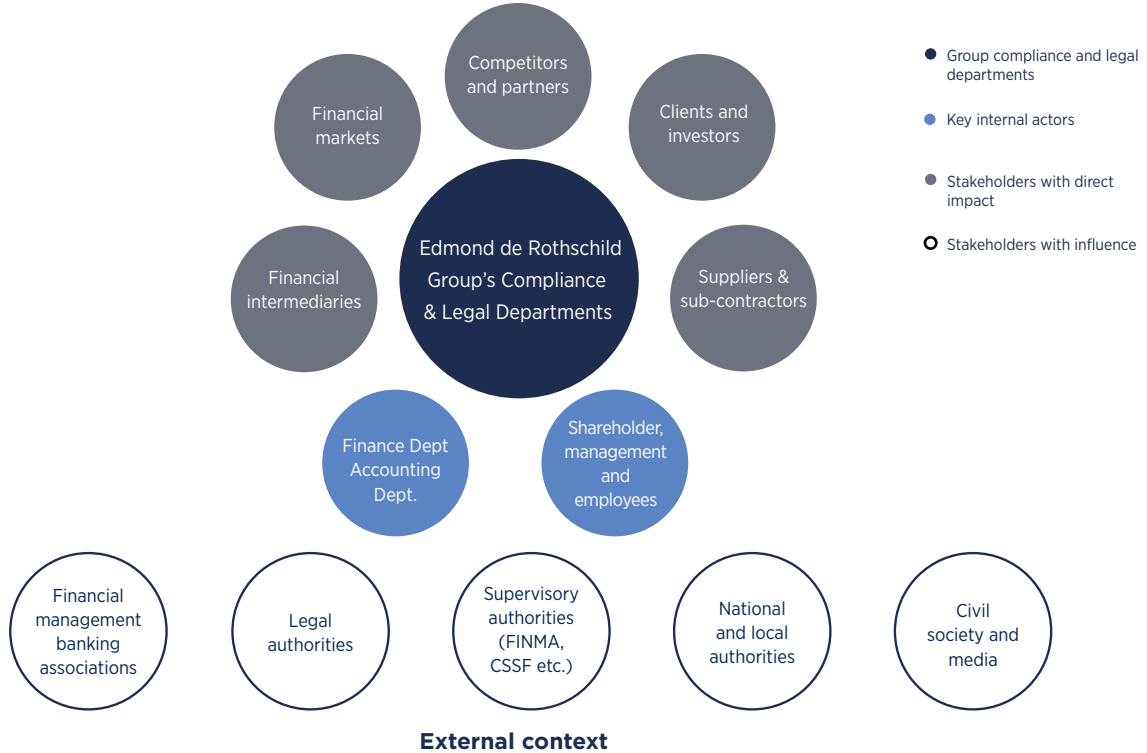 Competitors
and partners
Financial
markets
Clients and
investors
Edmond de Rothschild
Group's Compliance
& Legal Departments
Financial
intermediaries
Suppliers &
sub-contractors
Finance Dept
Accounting
Dept.
Shareholder,
management
and
employees
Financial
management
banking
associations
Legal
authorities
Supervisory
authorities
(FINMA,
CSSF etc.)
National
and local
authorities
Civil
society and
media
External context
Group compliance and legal
departments
Key internal actors
Stakeholders with direct
impact
Stakeholders with influence